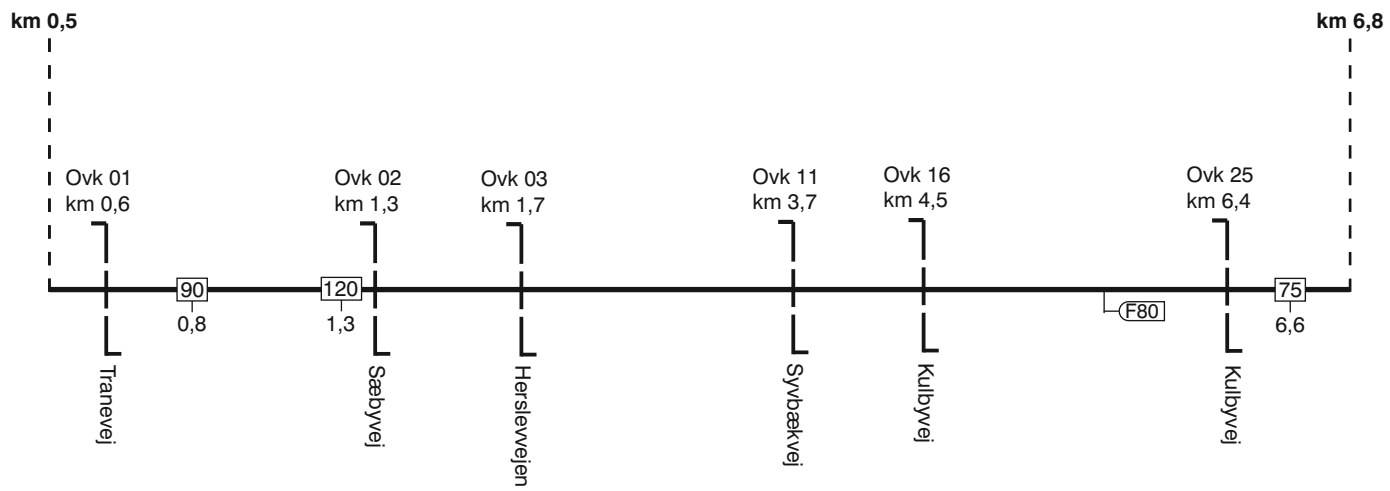 km 0,5
km 6,8
Ovk 01
km 0,6
Ovk 02
km 1,3
Ovk 03
km 1,7
Ovk 11
km 3,7
Ovk 16
km 4,5
Ovk 25
km 6,4
90
0,8
120
1,3
F80
75
6,6
Tranevej
Sæbyvej
Herslevvejen
Syvbækvej
Kulbyvej
Kulbyvej